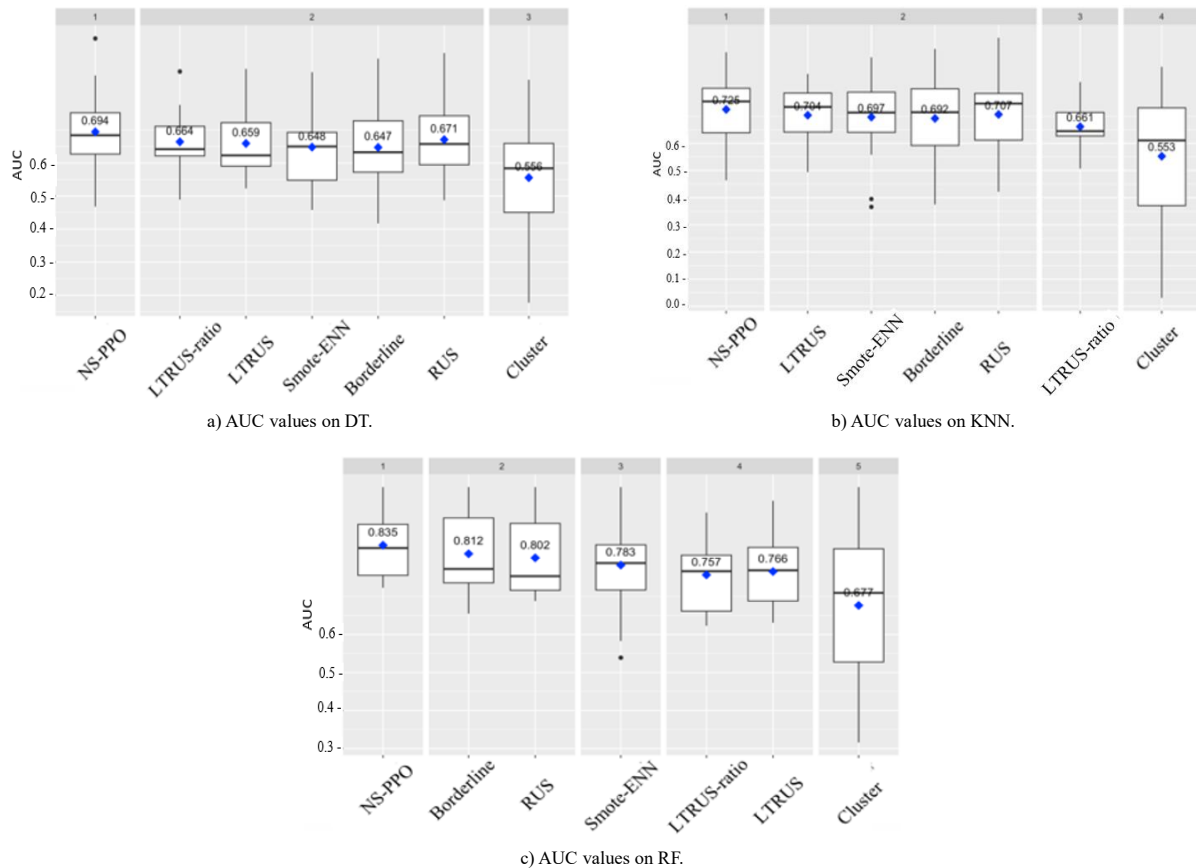 1 2 3
0.694
0.664
0.659
0.648
0.647
0.671
0.556
AUC
0.6 -
0.5 -
0.4 -
0.3 -
0.2 -
NS-PPO
LTRUS-ratio
LTRUS
Smote-ENN
Borderline
RUS
Cluster
a) AUC values on DT.
1 2 3 4
0.725
0.704
0.697
0.692
0.707
0.661
0.553
AUC
0.6 -
0.5 -
0.4 -
0.3 -
0.2 -
0.1 -
0.0 -
NS-PPO
LTRUS
Smote-ENN
Borderline
RUS
LTRUS-ratio
Cluster
b) AUC values on KNN.
1 2 3 4 5
0.835
0.812
0.802
0.783
0.757
0.766
0.677
AUC
0.6 -
0.5 -
0.4 -
0.3 -
NS-PPO
Borderline
RUS
Smote-ENN
LTRUS-ratio
LTRUS
Cluster
c) AUC values on RF.